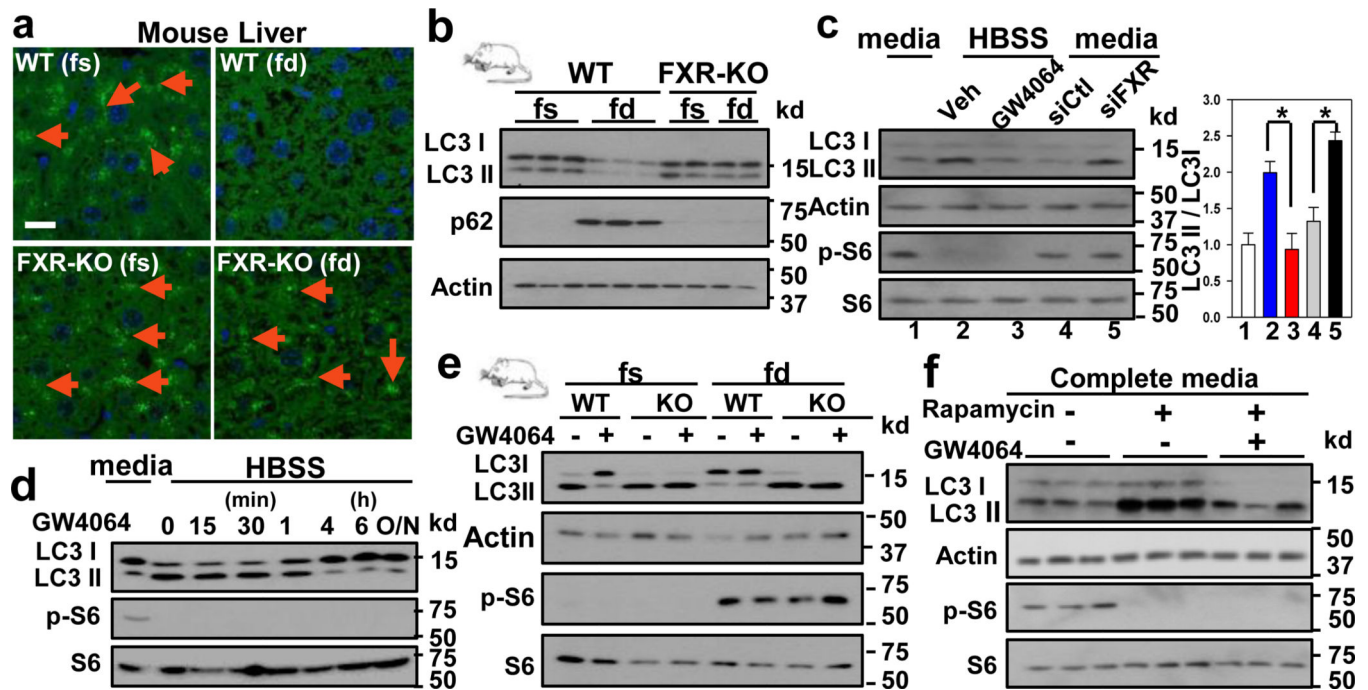 a
Mouse Liver
WT (fs)
WT (fd)
FXR-KO (fs)
FXR-KO (fd)
b
WT FXR-KO
fs fd fs fd kd
LC3 I
LC3 II
15
p62
75
50
Actin
50
37
c
media HBSS media
Veh GW4064 siCtl siFXR kd
LC3 I
LC3 II
15
Actin
50
37
p-S6
75
50
S6
75
50
1 2 3 4 5
LC3 II / LC3I
3.0
2.5
2.0
1.5
1.0
0.5
0.0
* *
1 2 3 4 5
d
media HBSS
(min) (h)
GW4064 0 15 30 1 4 6 O/N kd
LC3 I
LC3 II
15
p-S6
75
50
S6
75
50
e
fs fd
WT KO WT KO kd
GW4064 - + - + - + - +
LC3I
LC3II
15
Actin
50
37
p-S6
75
50
S6
75
50
f
Complete media
Rapamycin - + +
GW4064 - - + kd
LC3 I
LC3 II
15
Actin
50
37
p-S6
75
50
S6
75
50